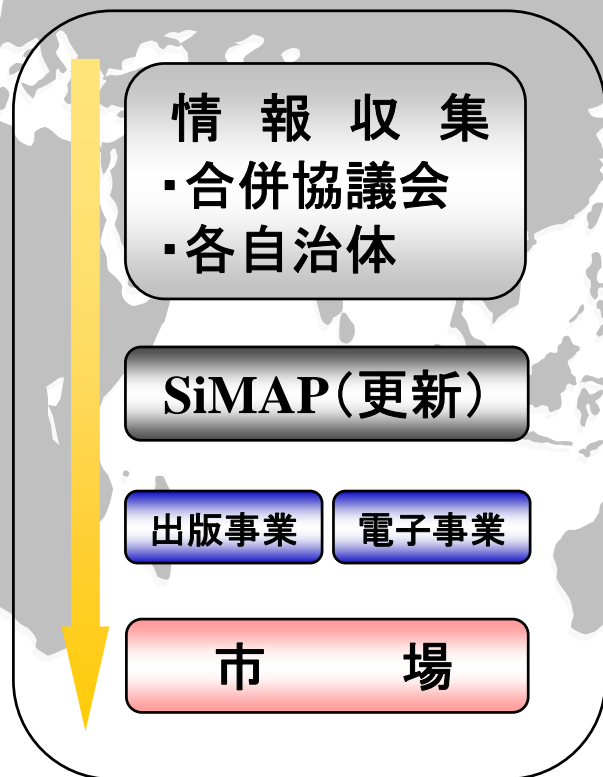 情 報 収 集
・合併協議会
・各自治体
SiMAP(更新)
出版事業
電子事業
市 場